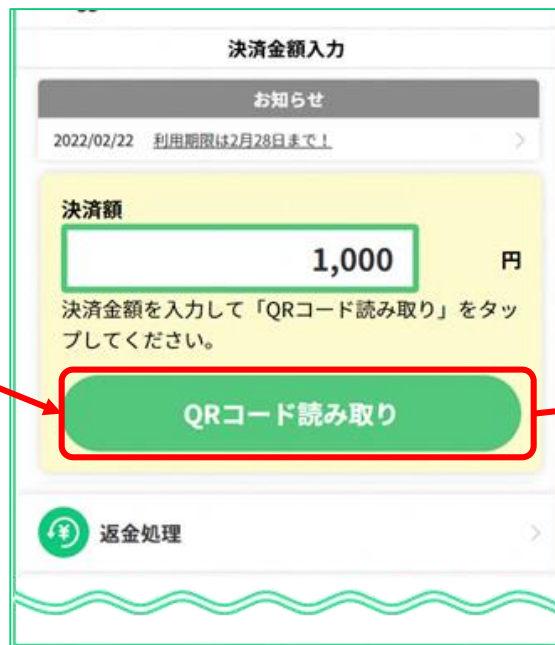 決済金額入力
お知らせ
2022/02/22 利用期限は2月28日まで！
決済額
1,000 円
決済金額を入力して「QRコード読み取り」をタッ
プしてください。
QRコード読み取り
返金処理